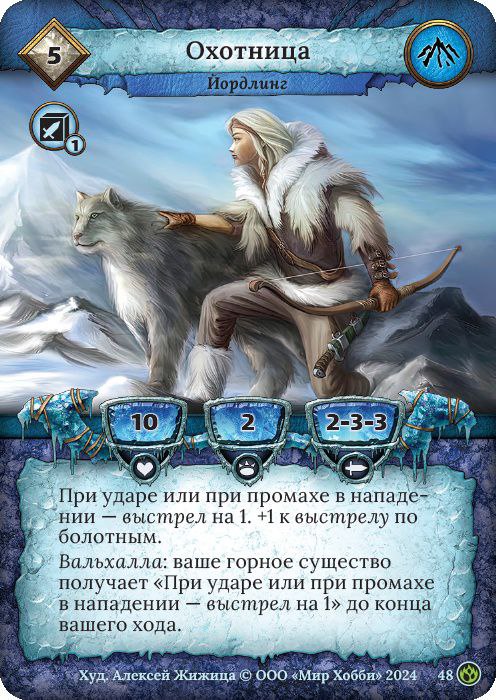 5
Охотница
Йордлинг
1
10
2
2-3-3
При ударе или при промахе в нападе-
нии — выстрел на 1. +1 к выстрелу по
болотным.
Вальхалла: ваше горное существо
получает «При ударе или при промахе
в нападении — выстрел на 1» до конца
вашего хода.
Худ. Алексей Жижица © ООО «Мир Хобби» 2024 48